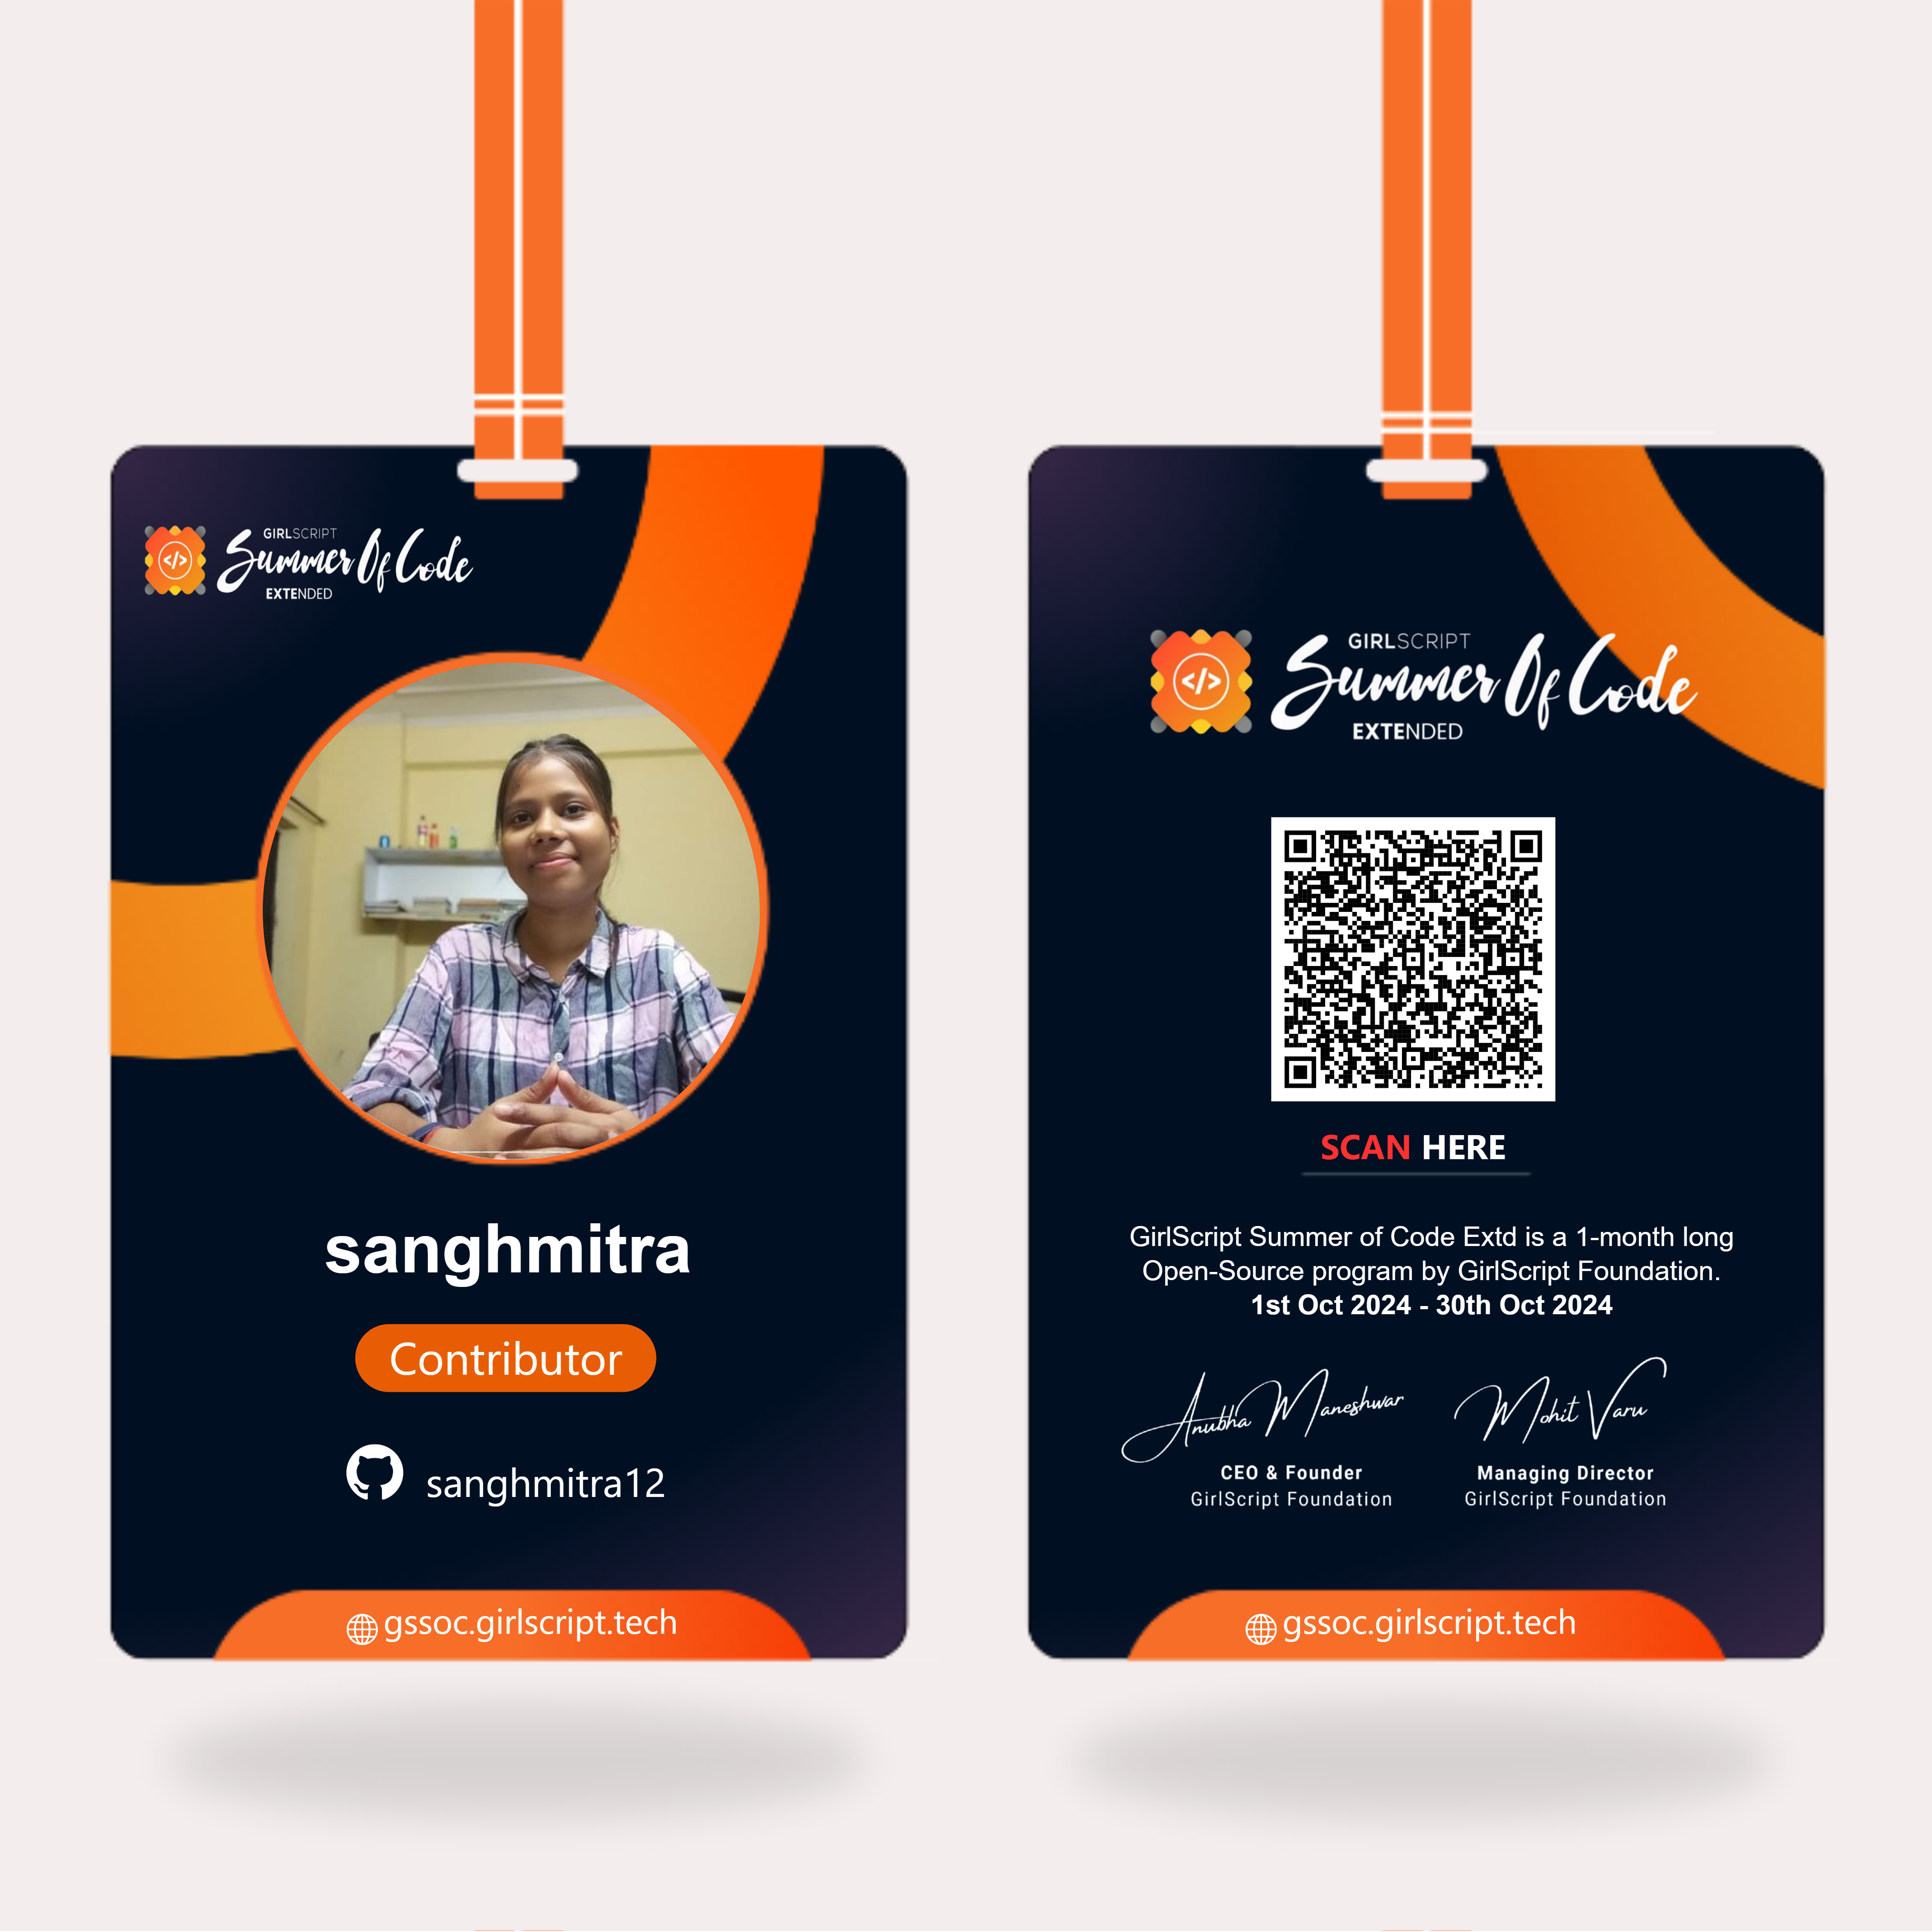 GIRLSCRIPT
Summer Of Code
EXTENDED
sanghmitra
Contributor
sanghmitra12
gssoc.girlscript.tech
GIRLSCRIPT
</>
Summer Of Code
EXTENDED
SCAN HERE
GirlScript Summer of Code Extd is a 1-month long
Open-Source program by GirlScript Foundation.
1st Oct 2024 - 30th Oct 2024
Anubha Maneshwar
CEO & Founder
GirlScript Foundation
Mohit Varu
Managing Director
GirlScript Foundation
gssoc.girlscript.tech